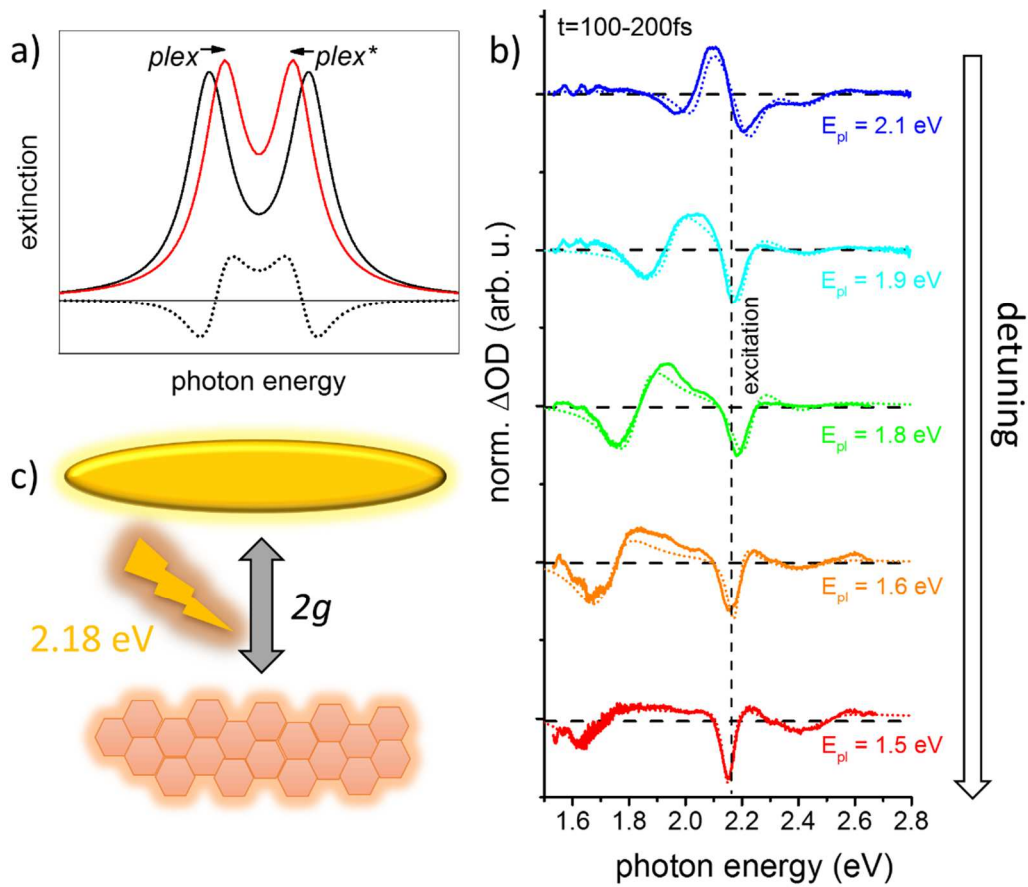 a)
plex
plex*
extinction
photon energy
b)
t=100-200fs
E_pl = 2.1 eV
E_pl = 1.9 eV
excitation
E_pl = 1.8 eV
E_pl = 1.6 eV
E_pl = 1.5 eV
norm. ΔOD (arb. u.)
1.6 1.8 2.0 2.2 2.4 2.6 2.8
photon energy (eV)
detuning
c)
2g
2.18 eV